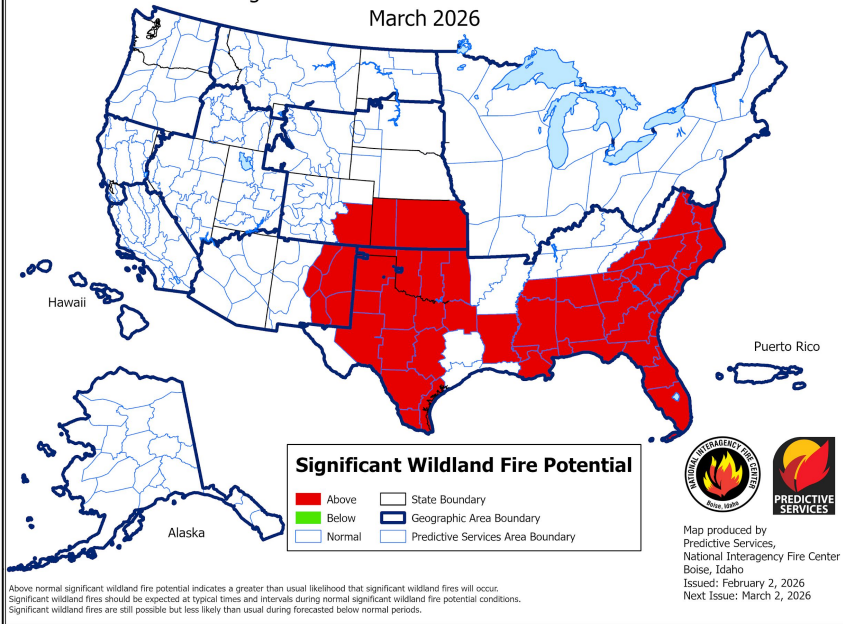 March 2026
Hawaii
Puerto Rico
Alaska
Significant Wildland Fire Potential
Above
Below
Normal
State Boundary
Geographic Area Boundary
Predictive Services Area Boundary
NATIONAL INTERAGENCY FIRE CENTER
Boise, Idaho
PREDICTIVE
SERVICES
Map produced by
Predictive Services,
National Interagency Fire Center
Boise, Idaho
Issued: February 2, 2026
Next Issue: March 2, 2026
Above normal significant wildland fire potential indicates a greater than usual likelihood that significant wildland fires will occur.
Significant wildland fires should be expected at typical times and intervals during normal significant wildland fire potential conditions.
Significant wildland fires are still possible but less likely than usual during forecasted below normal periods.